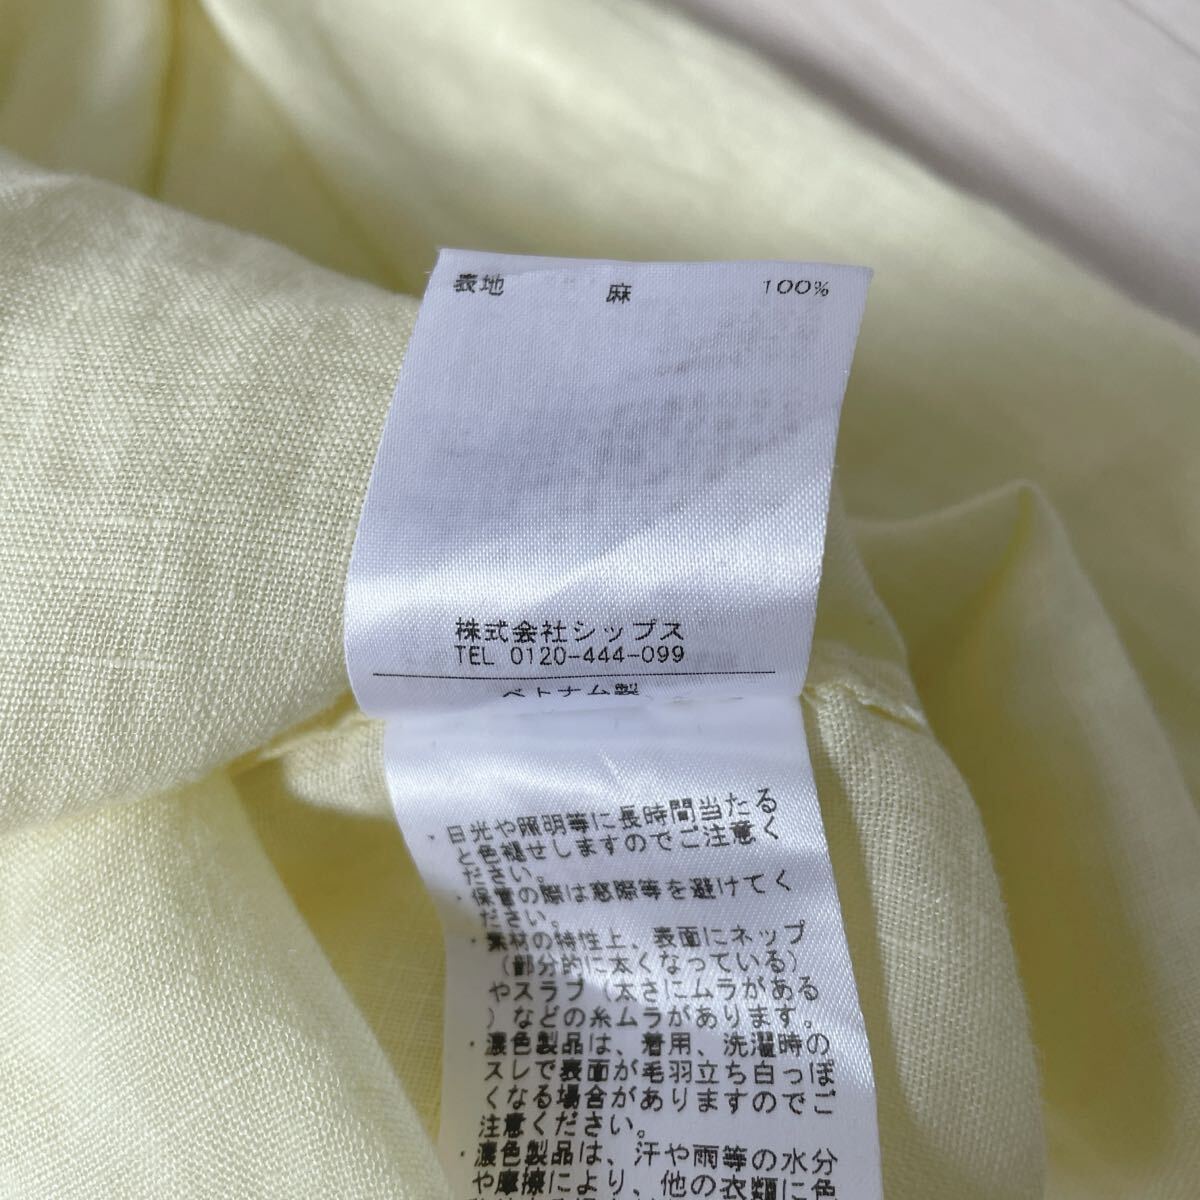 表地 麻 100%
株式会社シップス
TEL 0120-444-099
ベトナム製
・日光や照明等に長時間当たる
と色褪せしますのでご注意く
ださい。
・保管の際は窓際等を避けてく
ださい。
・素材の特性上、表面にネップ
(部分的に太くなっている)
やスラブ(太さにムラがある
)などの糸ムラがあります。
・濃色製品は、着用、洗濯時の
スレで表面が毛羽立ち白っぽ
くなる場合がありますのでご
注意ください。
・濃色製品は、汗や雨等の水分
や摩擦により、他の衣類に色